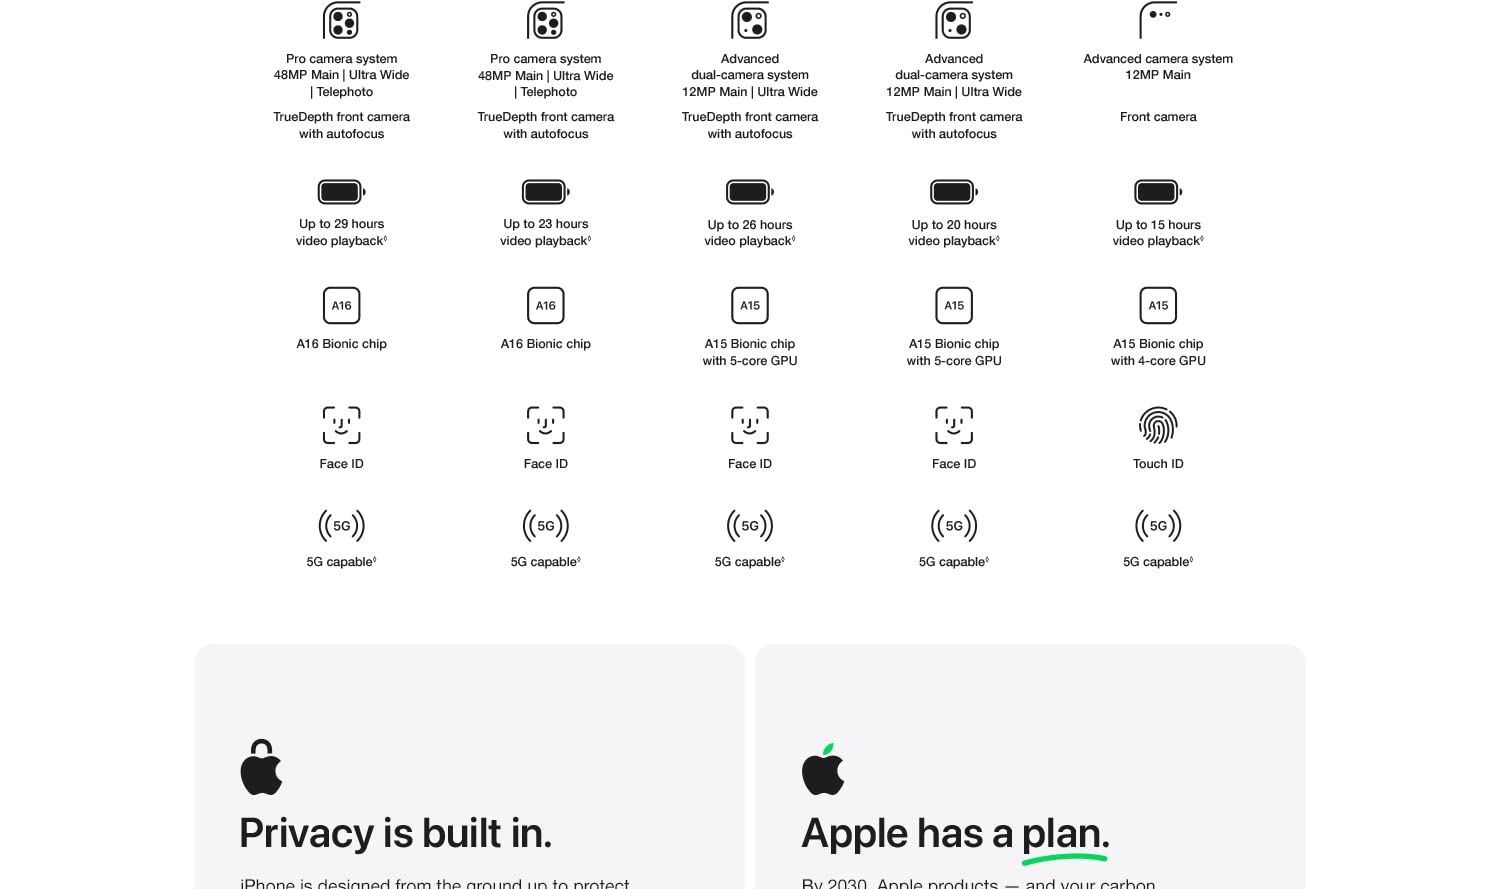 Pro camera system
48MP Main | Ultra Wide
| Telephoto
TrueDepth front camera
with autofocus
Pro camera system
48MP Main | Ultra Wide
| Telephoto
TrueDepth front camera
with autofocus
Advanced
dual-camera system
12MP Main | Ultra Wide
TrueDepth front camera
with autofocus
Advanced
dual-camera system
12MP Main | Ultra Wide
TrueDepth front camera
with autofocus
Advanced camera system
12MP Main
Front camera
Up to 29 hours
video playback◊
Up to 23 hours
video playback◊
Up to 26 hours
video playback◊
Up to 20 hours
video playback◊
Up to 15 hours
video playback◊
A16
A16 Bionic chip
A16
A16 Bionic chip
A15
A15 Bionic chip
with 5-core GPU
A15
A15 Bionic chip
with 5-core GPU
A15
A15 Bionic chip
with 4-core GPU
Face ID
Face ID
Face ID
Face ID
Touch ID
5G
5G capable◊
5G
5G capable◊
5G
5G capable◊
5G
5G capable◊
5G
5G capable◊
Privacy is built in.
iPhone is designed from the ground up to protect
Apple has a plan.
By 2030, Apple products — and your carbon